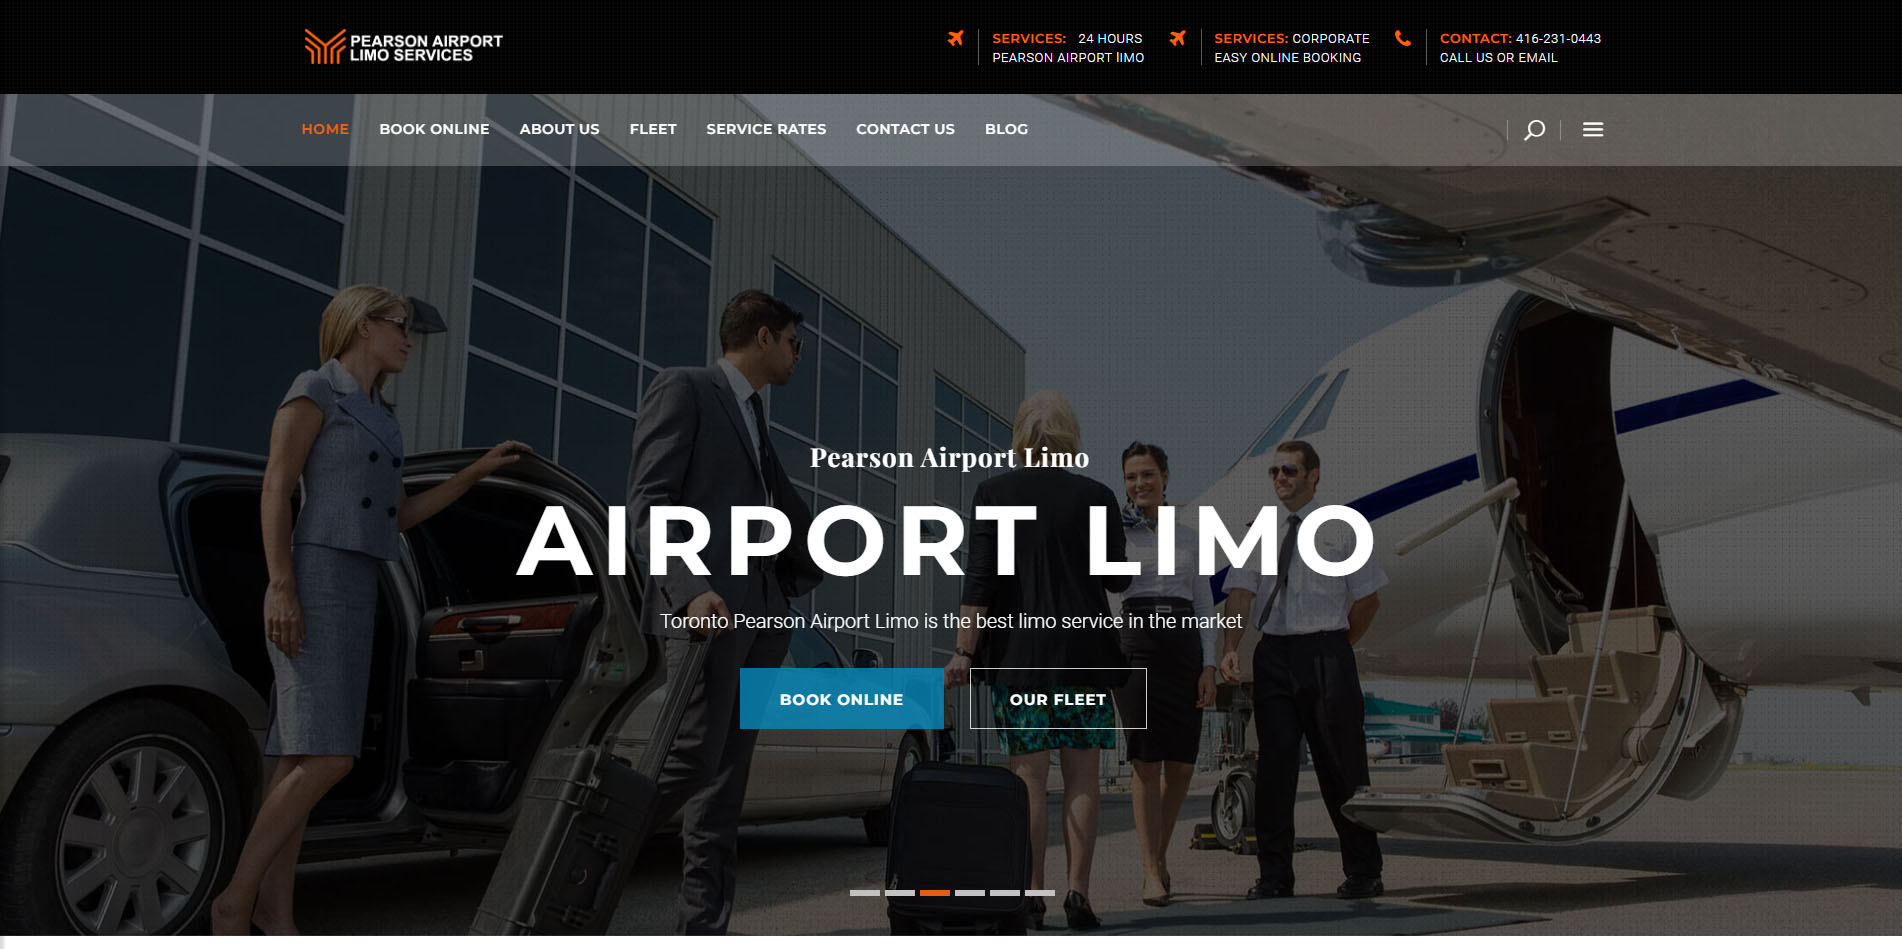 PEARSON AIRPORT
LIMO SERVICES
SERVICES: 24 HOURS
PEARSON AIRPORT lIMO
SERVICES: CORPORATE
EASY ONLINE BOOKING
CONTACT: 416-231-0443
CALL US OR EMAIL
HOME BOOK ONLINE ABOUT US FLEET SERVICE RATES CONTACT US BLOG
Pearson Airport Limo
AIRPORT LIMO
Toronto Pearson Airport Limo is the best limo service in the market
BOOK ONLINE OUR FLEET